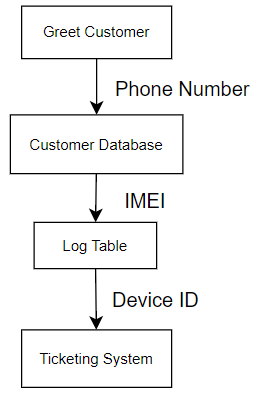 Greet Customer
Phone Number
Customer Database
IMEI
Log Table
Device ID
Ticketing System